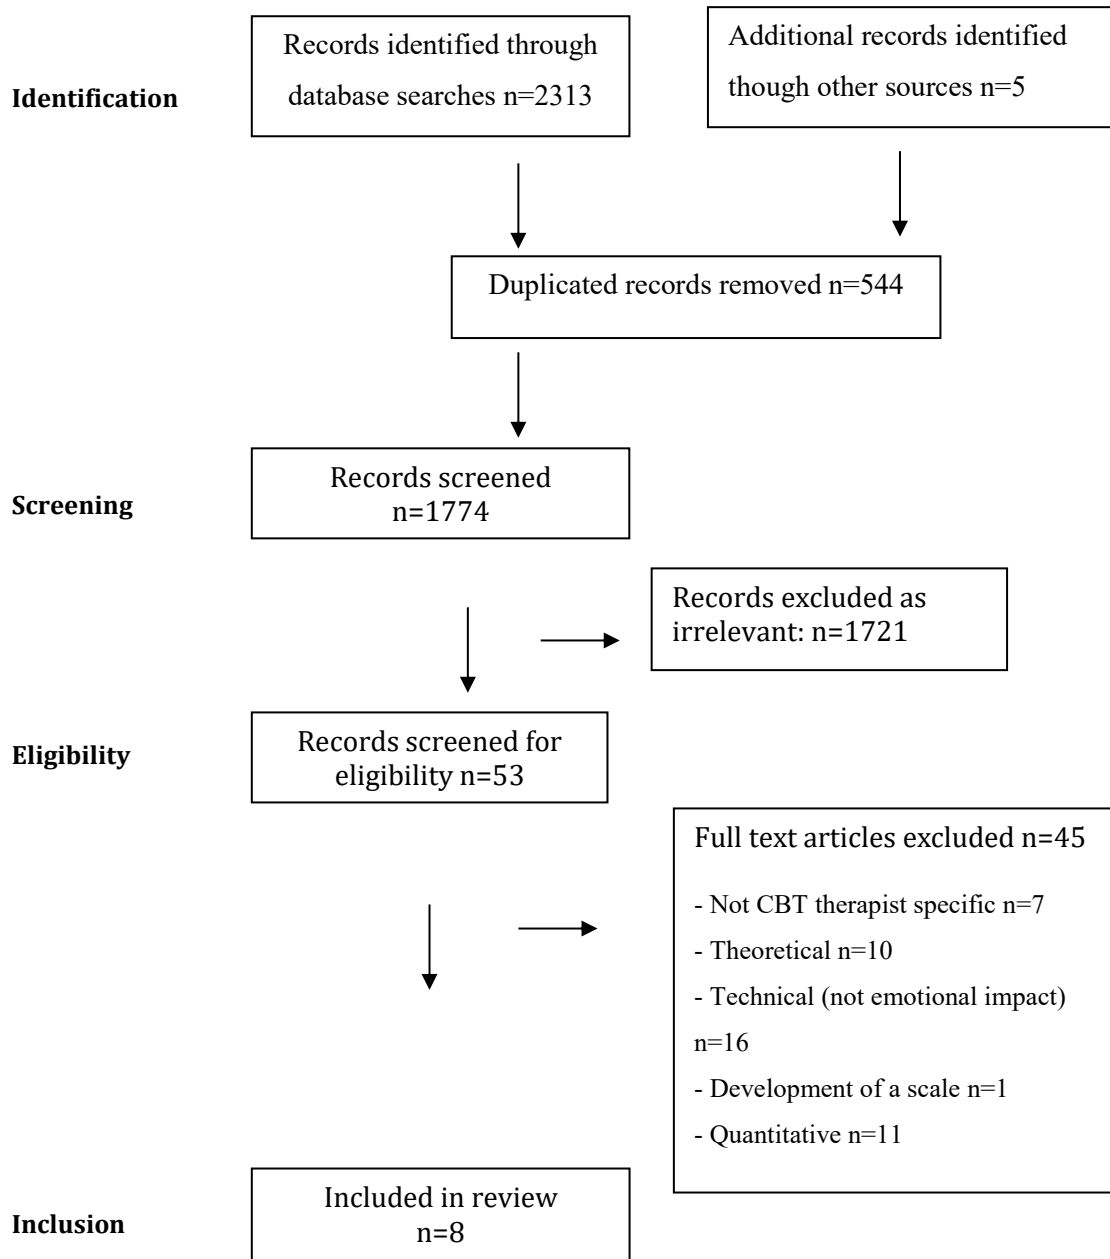 Records identified through
database searches n=2313
Additional records identified
though other sources n=5
Identification
Duplicated records removed n=544
Records screened
n=1774
Screening
Records excluded as
irrelevant: n=1721
Records screened for
eligibility n=53
Eligibility
Full text articles excluded n=45
- Not CBT therapist specific n=7
- Theoretical n=10
- Technical (not emotional impact)
n=16
- Development of a scale n=1
- Quantitative n=11
Included in review
n=8
Inclusion